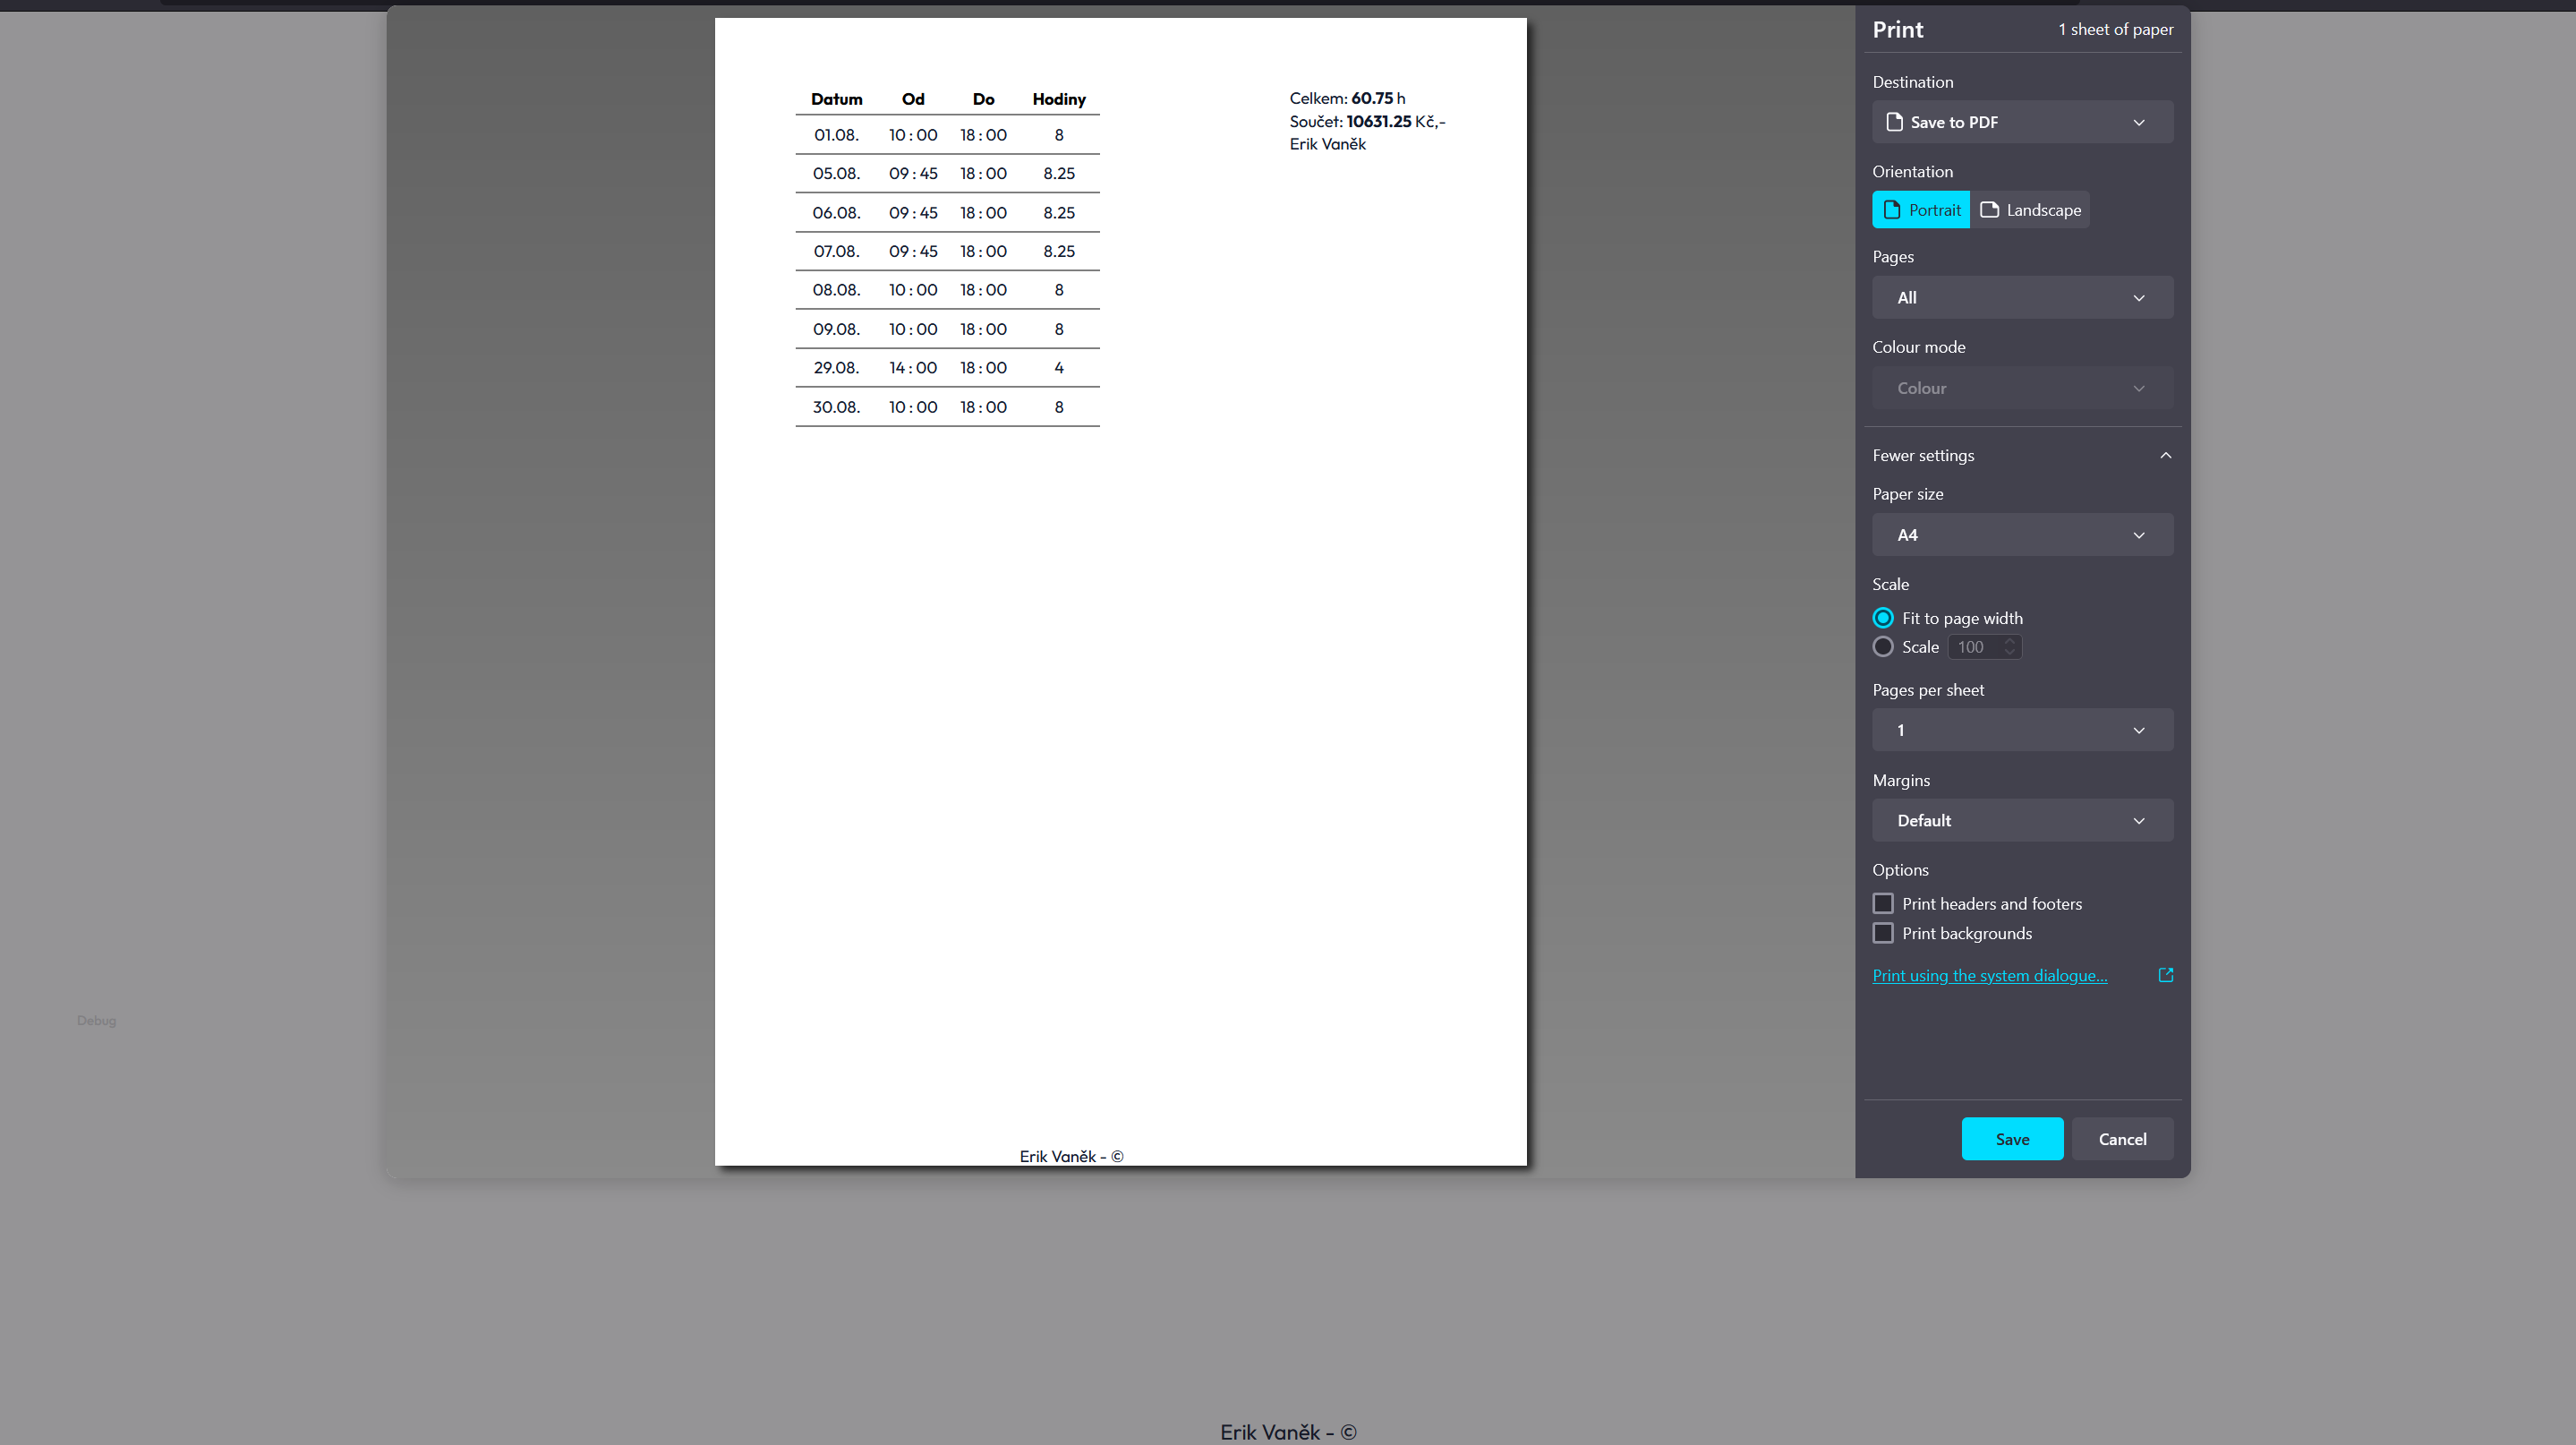 Datum Od Do Hodiny
01.08. 10 : 00 18 : 00 8
05.08. 09 : 45 18 : 00 8.25
06.08. 09 : 45 18 : 00 8.25
07.08. 09 : 45 18 : 00 8.25
08.08. 10 : 00 18 : 00 8
09.08. 10 : 00 18 : 00 8
29.08. 14 : 00 18 : 00 4
30.08. 10 : 00 18 : 00 8
Celkem: 60.75 h
Součet: 10631.25 Kč,-
Erik Vaněk
Erik Vaněk - ©
Print 1 sheet of paper
Destination
Save to PDF
Orientation
Portrait Landscape
Pages
All
Colour mode
Colour
Fewer settings
Paper size
A4
Scale
Fit to page width
Scale 100
Pages per sheet
1
Margins
Default
Options
Print headers and footers
Print backgrounds
Print using the system dialogue...
Save Cancel
Debug
Erik Vaněk - ©